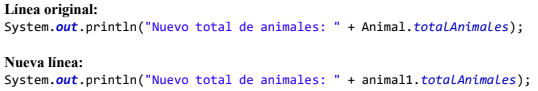 Línea original:
System.out.println("Nuevo total de animales: " + Animal.totalAnimales);
Nueva línea:
System.out.println("Nuevo total de animales: " + animal1.totalAnimales);